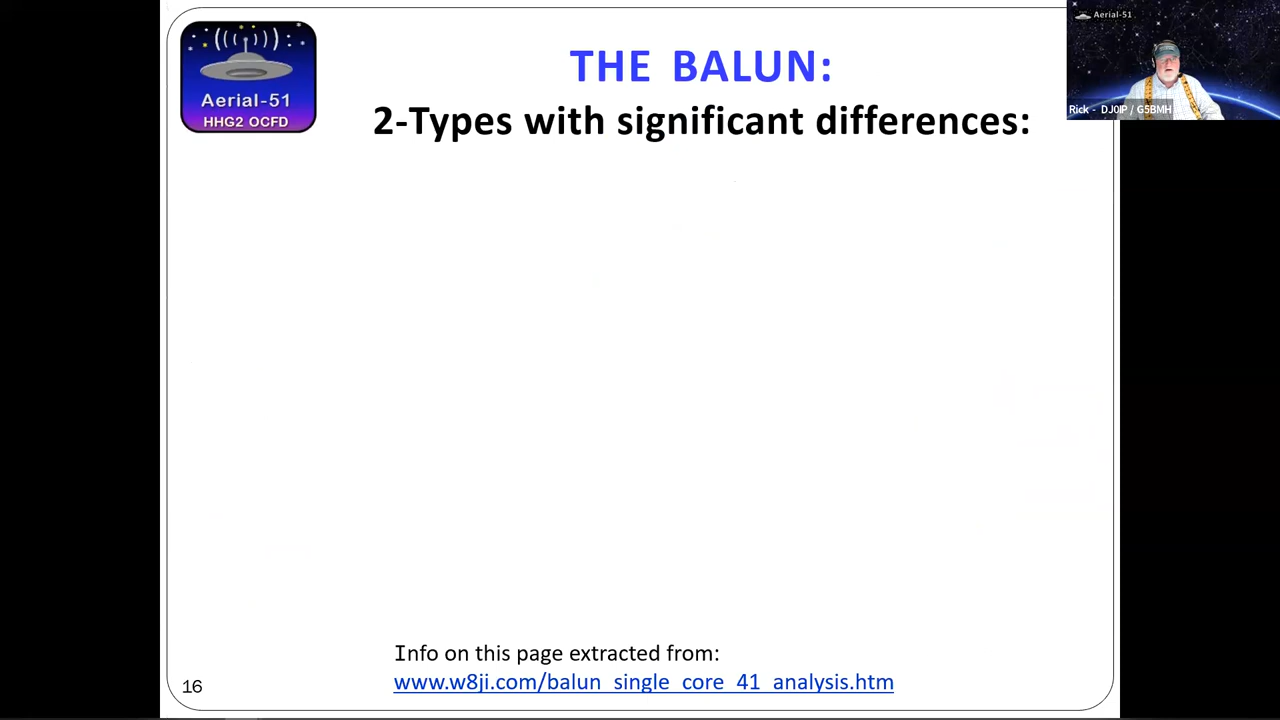 Aerial-51
HHG2 OCFD
THE BALUN:
2-Types with significant differences:
Aerial-51
Rick - DJ0IP / G5BMH
Info on this page extracted from:
www.w8ji.com/balun_single_core_41_analysis.htm
16